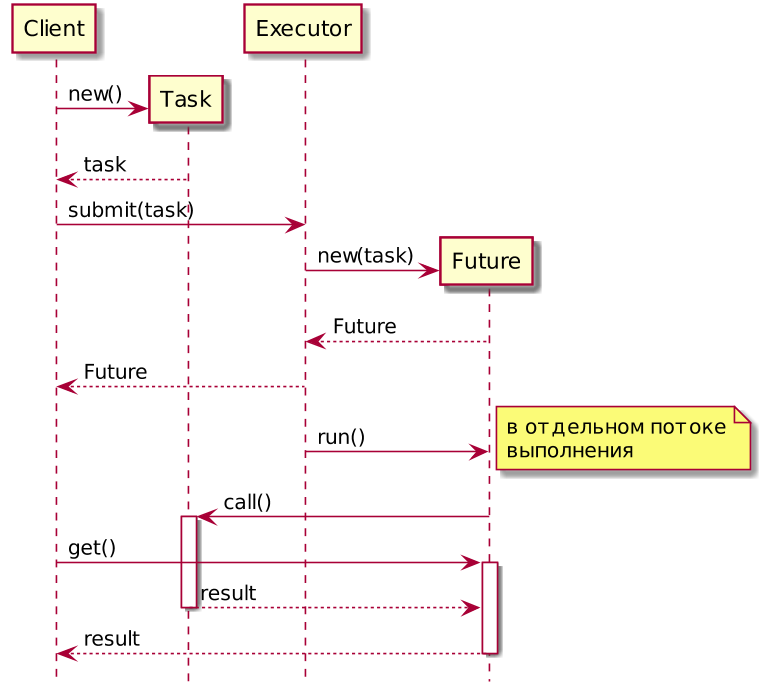 Client
Executor
new()
Task
task
submit(task)
new(task)
Future
Future
Future
в отдельном потоке
выполнения
run()
call()
get()
result
result